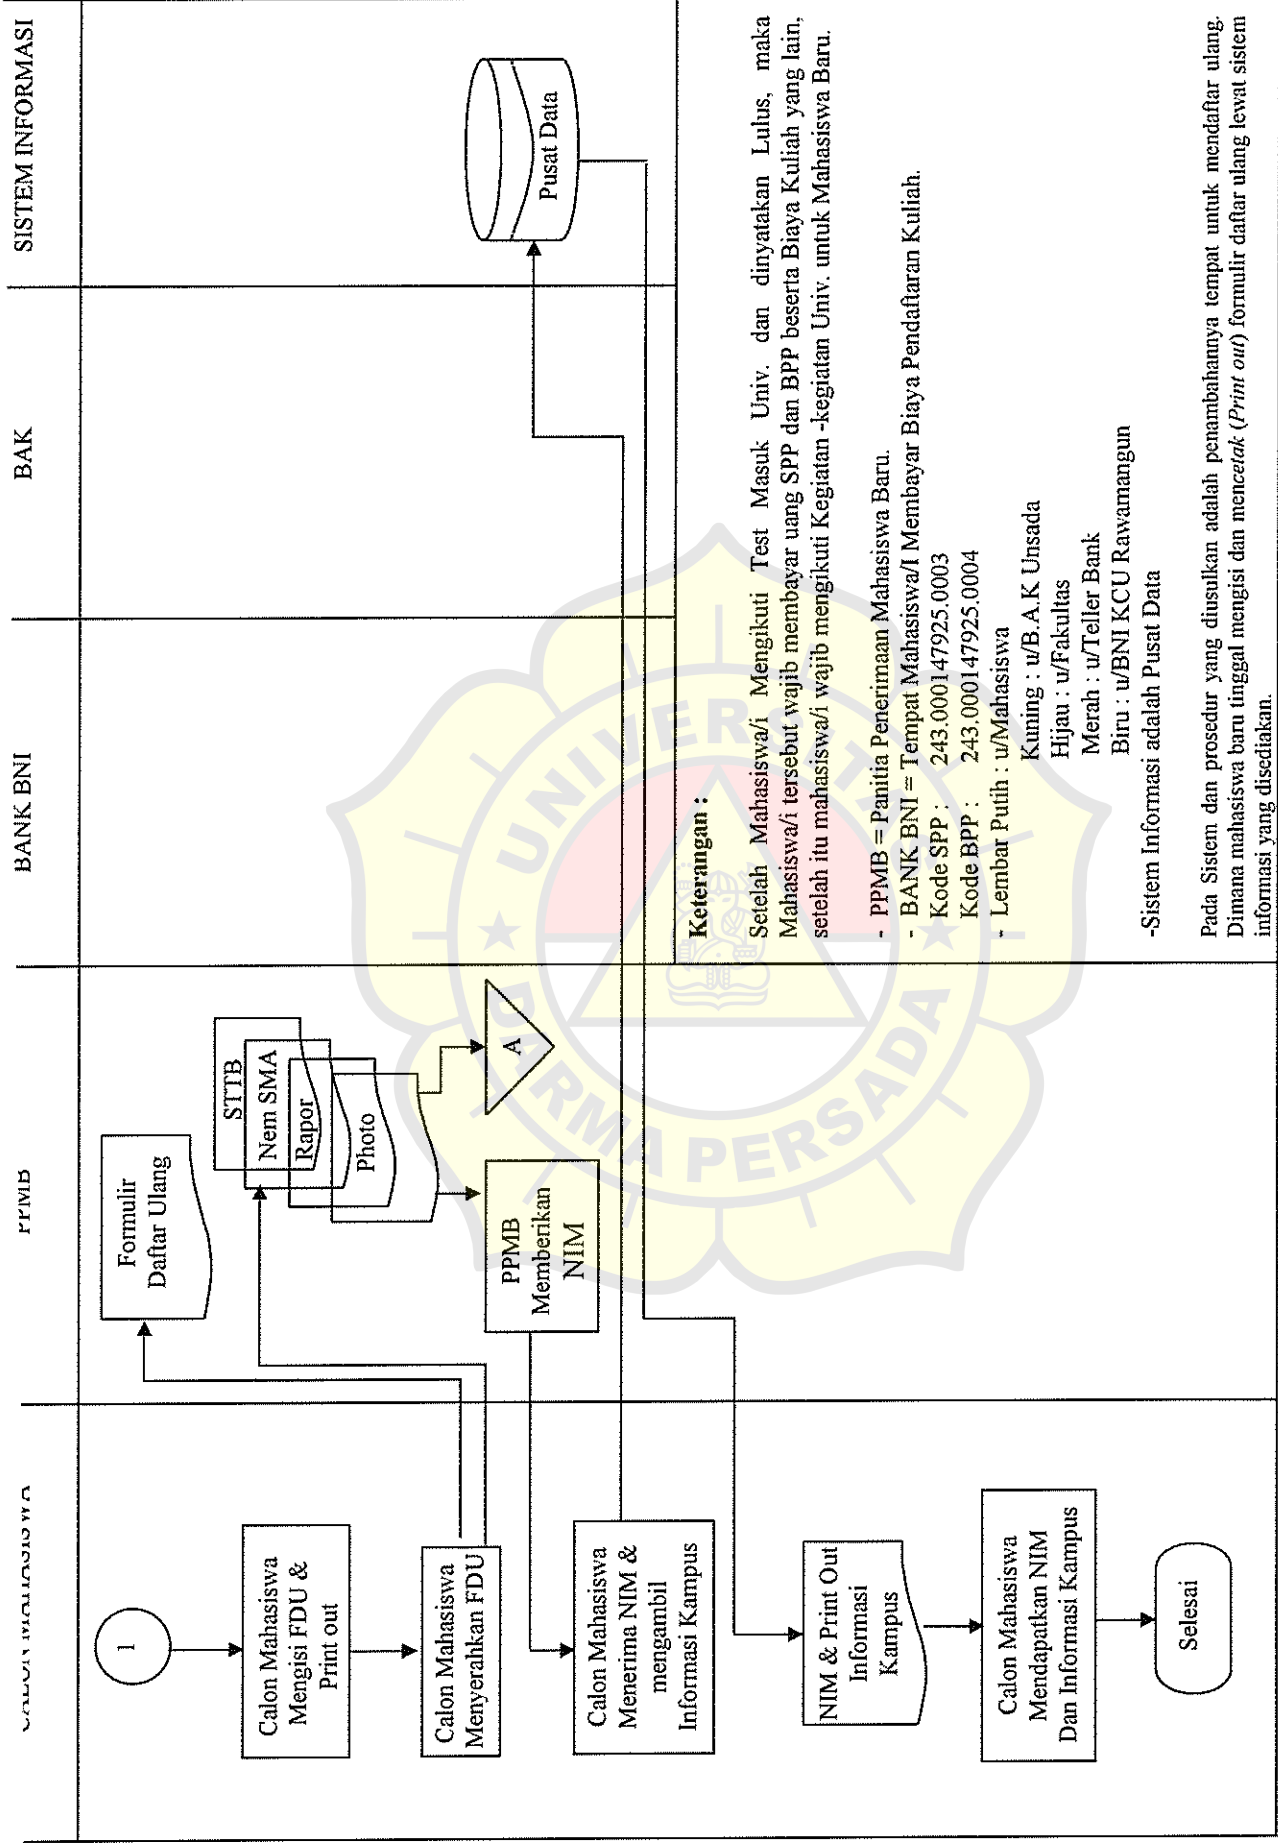 CALON MAHASISWA
PPMB
BANK BNI
BAK
SISTEM INFORMASI
1
Calon Mahasiswa
Mengisi FDU &
Print out
Calon Mahasiswa
Menyerahkan FDU
Calon Mahasiswa
Menerima NIM &
mengambil
Informasi Kampus
NIM & Print Out
Informasi
Kampus
Calon Mahasiswa
Mendapatkan NIM
Dan Informasi Kampus
Selesai
Formulir
Daftar Ulang
STTB
Nem SMA
Rapor
Photo
A
PPMB
Memberikan
NIM
Pusat Data
Keterangan :
Setelah Mahasiswa/i Mengikuti Test Masuk Univ. dan dinyatakan Lulus, maka
Mahasiswa/i tersebut wajib membayar uang SPP dan BPP beserta Biaya Kuliah yang lain,
setelah itu mahasiswa/i wajib mengikuti Kegiatan -kegiatan Univ. untuk Mahasiswa Baru.
- PPMB = Panitia Penerimaan Mahasiswa Baru.
- BANK BNI = Tempat Mahasiswa/I Membayar Biaya Pendaftaran Kuliah.
Kode SPP : 243.000147925.0003
Kode BPP : 243.000147925.0004
- Lembar Putih : u/Mahasiswa
Kuning : u/B.A.K Unsada
Hijau : u/Fakultas
Merah : u/Teller Bank
Biru : u/BNI KCU Rawamangun
-Sistem Informasi adalah Pusat Data
Pada Sistem dan prosedur yang diusulkan adalah penambahannya tempat untuk mendaftar ulang.
Dimana mahasiswa baru tinggal mengisi dan mencetak (Print out) formulir daftar ulang lewat sistem
informasi yang disediakan.
UNIVERSITAS
DARMA PERSADA